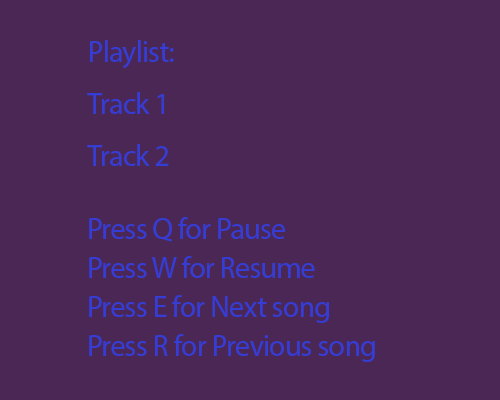 Playlist:
Track 1
Track 2
Press Q for Pause
Press W for Resume
Press E for Next song
Press R for Previous song